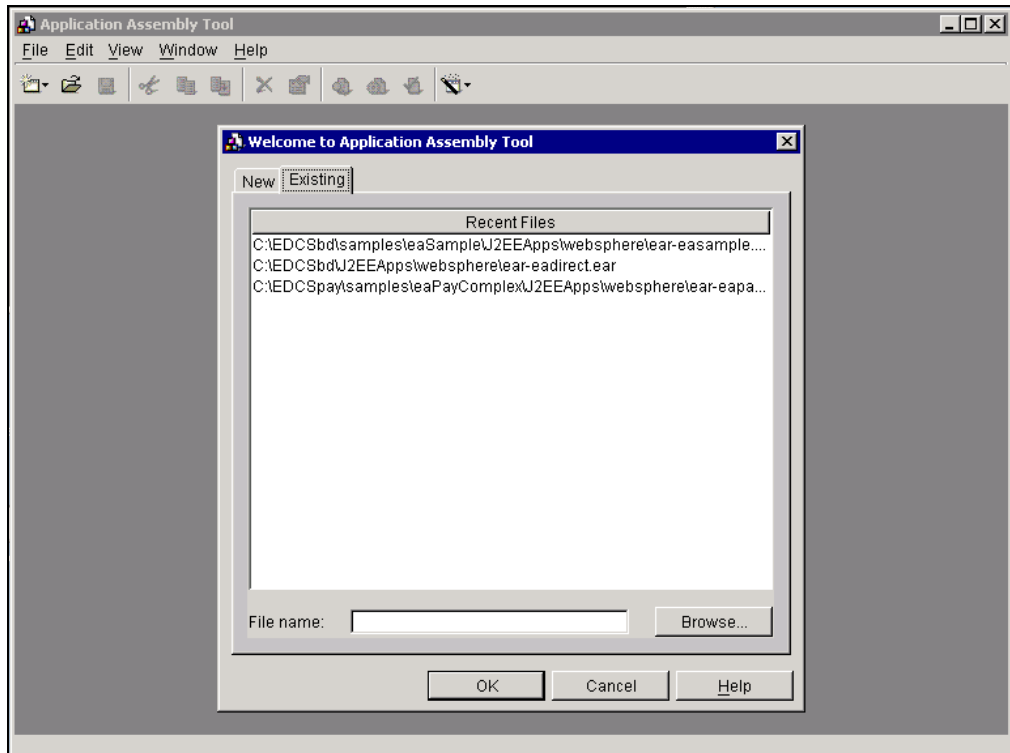 Application Assembly Tool
File Edit View Window Help
Welcome to Application Assembly Tool
New Existing
Recent Files
C:\EDCSbd\samples\eaSample\J2EEApps\websphere\ear-easample....
C:\EDCSbd\J2EEApps\websphere\ear-eadirect.ear
C:\EDCSpay\samples\eaPayComplex\J2EEApps\websphere\ear-eapa...
File name: Browse...
OK Cancel Help